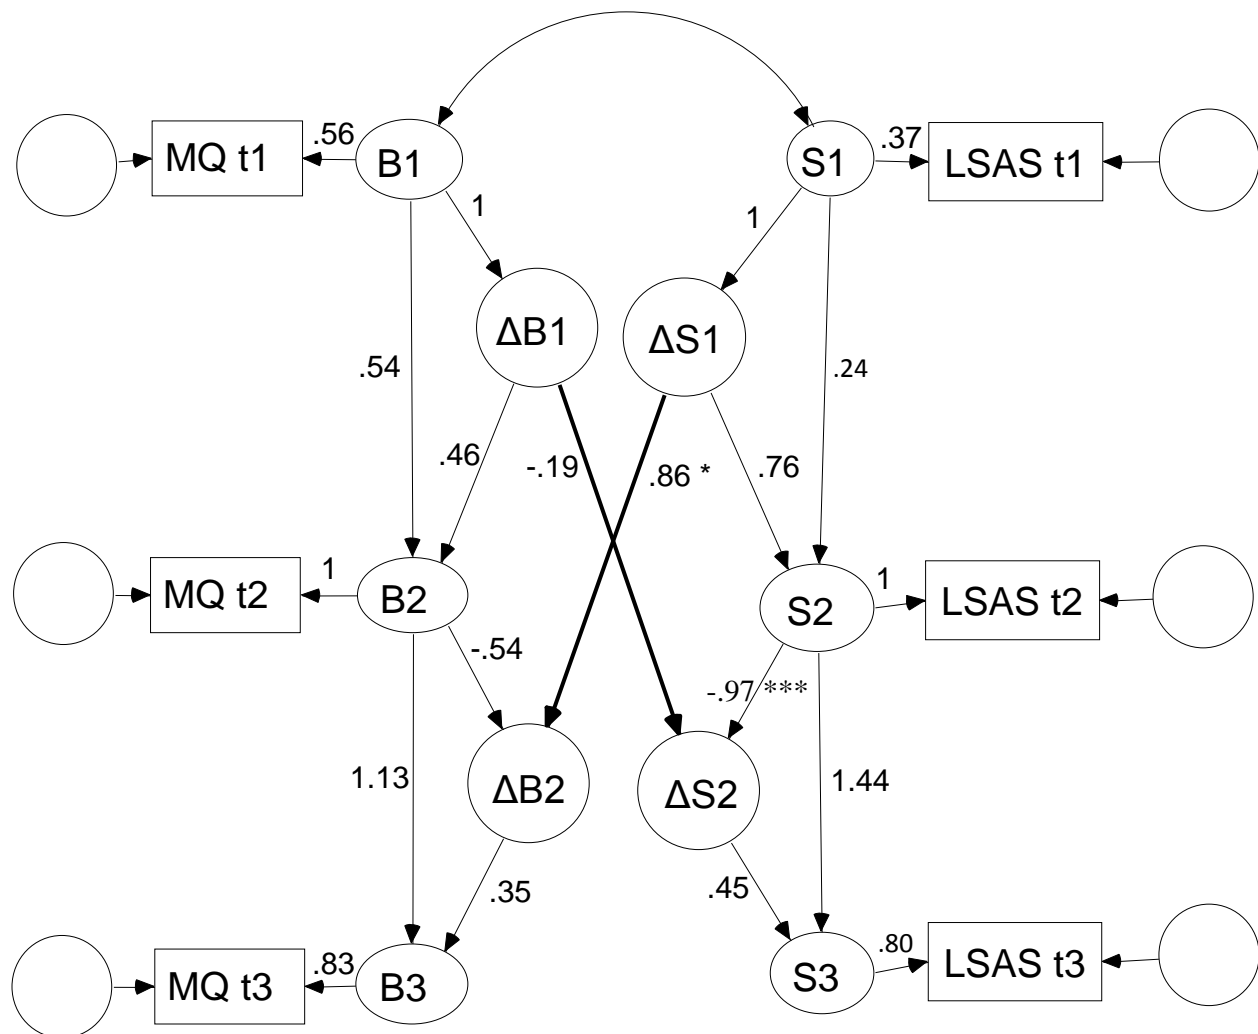 .56
MQ t1
B1
S1
.37
LSAS t1
1
1
ΔB1
ΔS1
.54
.24
.46
-.19
.86 *
.76
1
MQ t2
B2
S2
1
LSAS t2
-.54
-.97 ***
1.13
ΔB2
ΔS2
1.44
.35
.45
.83
MQ t3
B3
S3
.80
LSAS t3